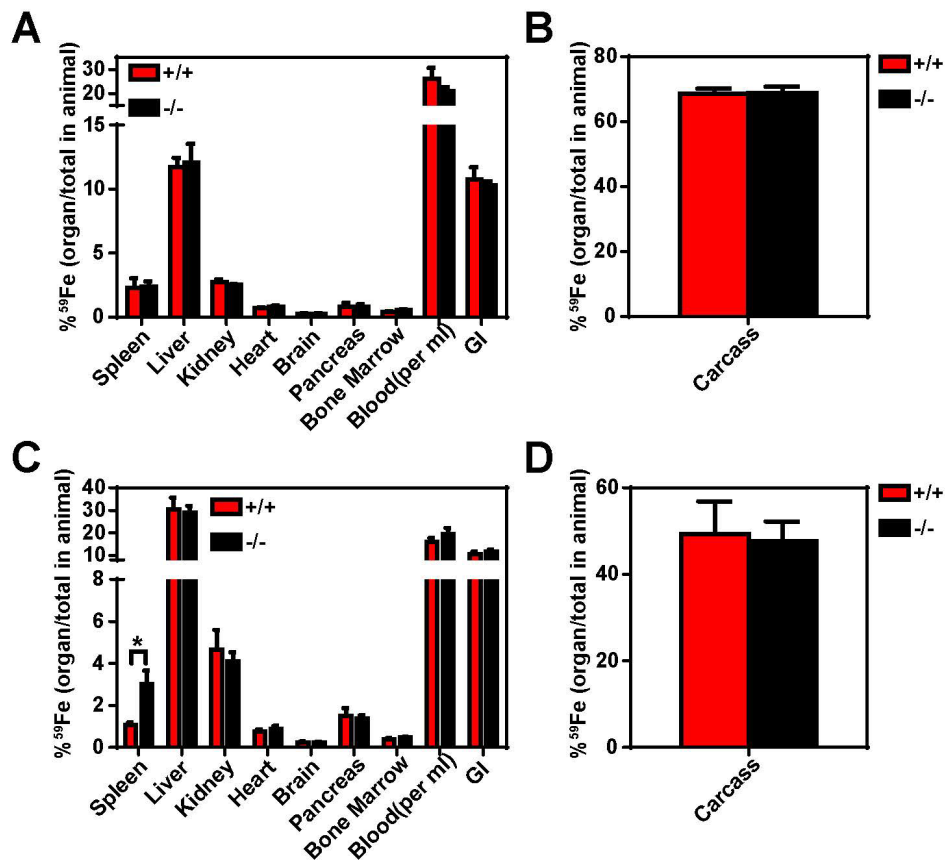 A
% ⁵⁹Fe (organ/total in animal)
30
20
15
10
5
0
+/+
-/-
Spleen
Liver
Kidney
Heart
Brain
Pancreas
Bone Marrow
Blood(per ml)
GI
B
% ⁵⁹Fe (organ/total in animal)
80
60
40
20
0
Carcass
+/+
-/-
C
% ⁵⁹Fe (organ/total in animal)
40
30
20
10
8
6
4
2
0
+/+
-/-
*
Spleen
Liver
Kidney
Heart
Brain
Pancreas
Bone Marrow
Blood(per ml)
GI
D
% ⁵⁹Fe (organ/total in animal)
60
40
20
0
Carcass
+/+
-/-